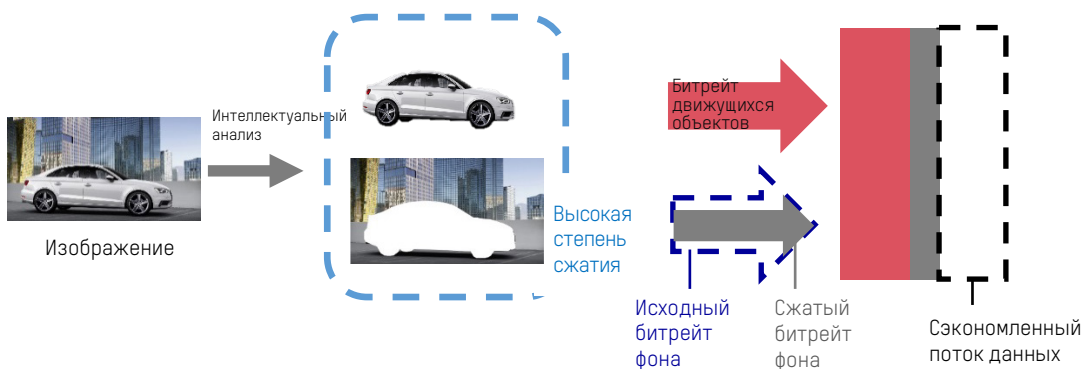 Интеллектуальный
анализ
Изображение
Высокая
степень
сжатия
Битрейт
движущихся
объектов
Исходный
битрейт
фона
Сжатый
битрейт
фона
Сэкономленный
поток данных